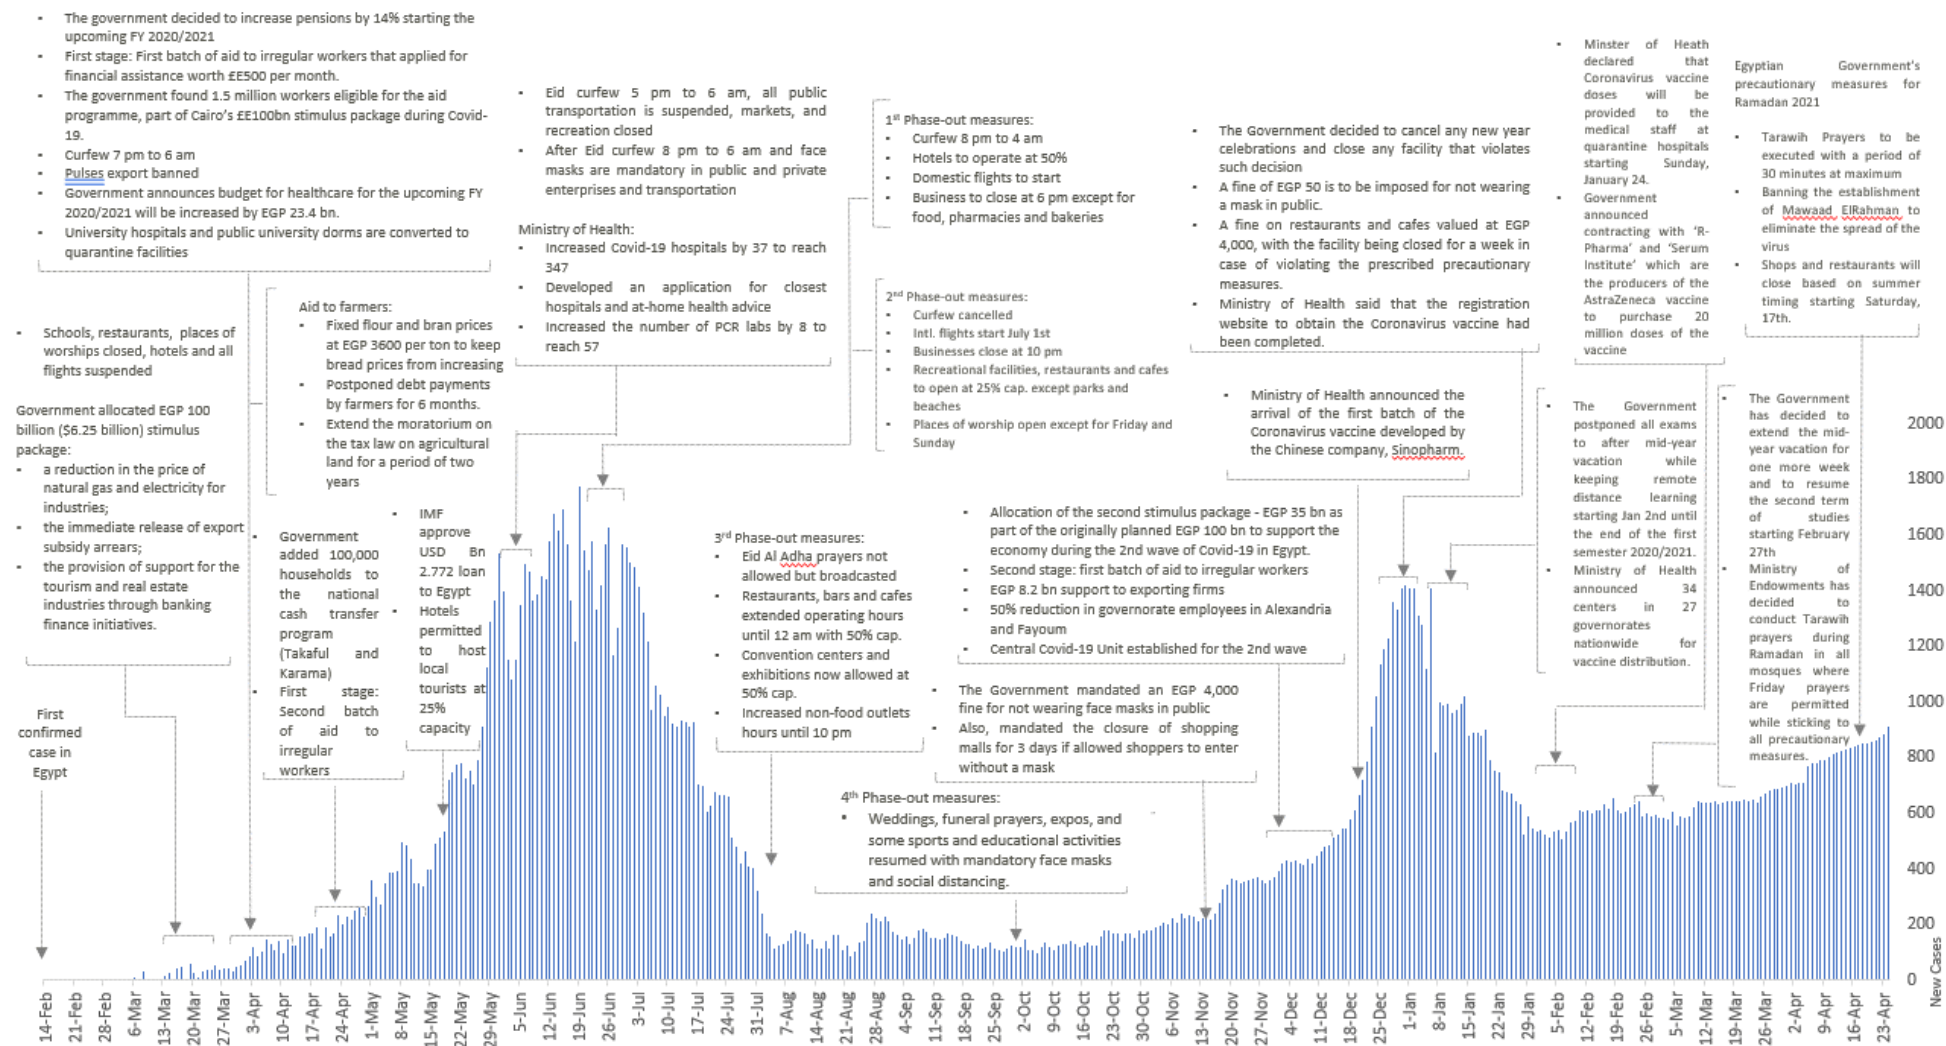 ▪ The government decided to increase pensions by 14% starting the
upcoming FY 2020/2021
▪ First stage: First batch of aid to irregular workers that applied for
financial assistance worth £E500 per month.
▪ The government found 1.5 million workers eligible for the aid
programme, part of Cairo's £E100bn stimulus package during Covid-
19.
▪ Curfew 7 pm to 6 am
▪ Pulses export banned
▪ Government announces budget for healthcare for the upcoming FY
2020/2021 will be increased by EGP 23.4 bn.
▪ University hospitals and public university dorms are converted to
quarantine facilities
▪ Schools, restaurants, places of
worships closed, hotels and all
flights suspended
Government allocated EGP 100
billion ($6.25 billion) stimulus
package:
▪ a reduction in the price of
natural gas and electricity for
industries;
▪ the immediate release of export
subsidy arrears;
▪ the provision of support for the
tourism and real estate
industries through banking
finance initiatives.
First
confirmed
case in
Egypt
Aid to farmers:
▪ Fixed flour and bran prices
at EGP 3600 per ton to keep
bread prices from increasing
▪ Postponed debt payments
by farmers for 6 months.
▪ Extend the moratorium on
the tax law on agricultural
land for a period of two
years
▪ Government
added 100,000
households to
the national
cash transfer
program
(Takaful and
Karama)
▪ First stage:
Second batch
of aid to
irregular
workers
▪ IMF
approve
USD Bn
2.772 loan
to Egypt
▪ Hotels
permitted
to host
local
tourists at
25%
capacity
▪ Eid curfew 5 pm to 6 am, all public
transportation is suspended, markets, and
recreation closed
▪ After Eid curfew 8 pm to 6 am and face
masks are mandatory in public and private
enterprises and transportation
Ministry of Health:
▪ Increased Covid-19 hospitals by 37 to reach
347
▪ Developed an application for closest
hospitals and at-home health advice
▪ Increased the number of PCR labs by 8 to
reach 57
1st Phase-out measures:
▪ Curfew 8 pm to 4 am
▪ Hotels to operate at 50%
▪ Domestic flights to start
▪ Business to close at 6 pm except for
food, pharmacies and bakeries
2nd Phase-out measures:
▪ Curfew cancelled
▪ Intl. flights start July 1st
▪ Businesses close at 10 pm
▪ Recreational facilities, restaurants and cafes
to open at 25% cap. except parks and
beaches
▪ Places of worship open except for Friday and
Sunday
3rd Phase-out measures:
▪ Eid Al Adha prayers not
allowed but broadcasted
▪ Restaurants, bars and cafes
extended operating hours
until 12 am with 50% cap.
▪ Convention centers and
exhibitions now allowed at
50% cap.
▪ Increased non-food outlets
hours until 10 pm
4th Phase-out measures:
▪ Weddings, funeral prayers, expos, and
some sports and educational activities
resumed with mandatory face masks
and social distancing.
▪ The Government mandated an EGP 4,000
fine for not wearing face masks in public
▪ Also, mandated the closure of shopping
malls for 3 days if allowed shoppers to enter
without a mask
▪ Allocation of the second stimulus package - EGP 35 bn as
part of the originally planned EGP 100 bn to support the
economy during the 2nd wave of Covid-19 in Egypt.
▪ Second stage: first batch of aid to irregular workers
▪ EGP 8.2 bn support to exporting firms
▪ 50% reduction in governorate employees in Alexandria
and Fayoum
▪ Central Covid-19 Unit established for the 2nd wave
▪ Ministry of Health announced the
arrival of the first batch of the
Coronavirus vaccine developed by
the Chinese company, Sinopharm.
▪ The Government decided to cancel any new year
celebrations and close any facility that violates
such decision
▪ A fine of EGP 50 is to be imposed for not wearing
a mask in public.
▪ A fine on restaurants and cafes valued at EGP
4,000, with the facility being closed for a week in
case of violating the prescribed precautionary
measures.
▪ Ministry of Health said that the registration
website to obtain the Coronavirus vaccine had
been completed.
▪ The Government
postponed all exams
to after mid-year
vacation while
keeping remote
distance learning
starting Jan 2nd until
the end of the first
semester 2020/2021.
▪ Ministry of Health
announced 34
centers in 27
governorates
nationwide for
vaccine distribution.
▪ Minster of Heath
declared that
Coronavirus vaccine
doses will be
provided to the
medical staff at
quarantine hospitals
starting Sunday,
January 24.
▪ Government
announced
contracting with 'R-
Pharma' and 'Serum
Institute' which are
the producers of the
AstraZeneca vaccine
to purchase 20
million doses of the
vaccine
▪ The Government
has decided to
extend the mid-
year vacation for
one more week
and to resume
the second term
of studies
starting February
27th
▪ Ministry of
Endowments has
decided to
conduct Tarawih
prayers during
Ramadan in all
mosques where
Friday prayers
are permitted
while sticking to
all precautionary
measures.
Egyptian Government's
precautionary measures for
Ramadan 2021
▪ Tarawih Prayers to be
executed with a period of
30 minutes at maximum
▪ Banning the establishment
of Mawaad ElRahman to
eliminate the spread of the
virus
▪ Shops and restaurants will
close based on summer
timing starting Saturday,
17th.
2000
1800
1600
1400
1200
1000
800
600
400
200
0
New Cases
14-Feb
21-Feb
28-Feb
6-Mar
13-Mar
20-Mar
27-Mar
3-Apr
10-Apr
17-Apr
24-Apr
1-May
8-May
15-May
22-May
29-May
5-Jun
12-Jun
19-Jun
26-Jun
3-Jul
10-Jul
17-Jul
24-Jul
31-Jul
7-Aug
14-Aug
21-Aug
28-Aug
4-Sep
11-Sep
18-Sep
25-Sep
2-Oct
9-Oct
16-Oct
23-Oct
30-Oct
6-Nov
13-Nov
20-Nov
27-Nov
4-Dec
11-Dec
18-Dec
25-Dec
1-Jan
8-Jan
15-Jan
22-Jan
29-Jan
5-Feb
12-Feb
19-Feb
26-Feb
5-Mar
12-Mar
19-Mar
26-Mar
2-Apr
9-Apr
16-Apr
23-Apr